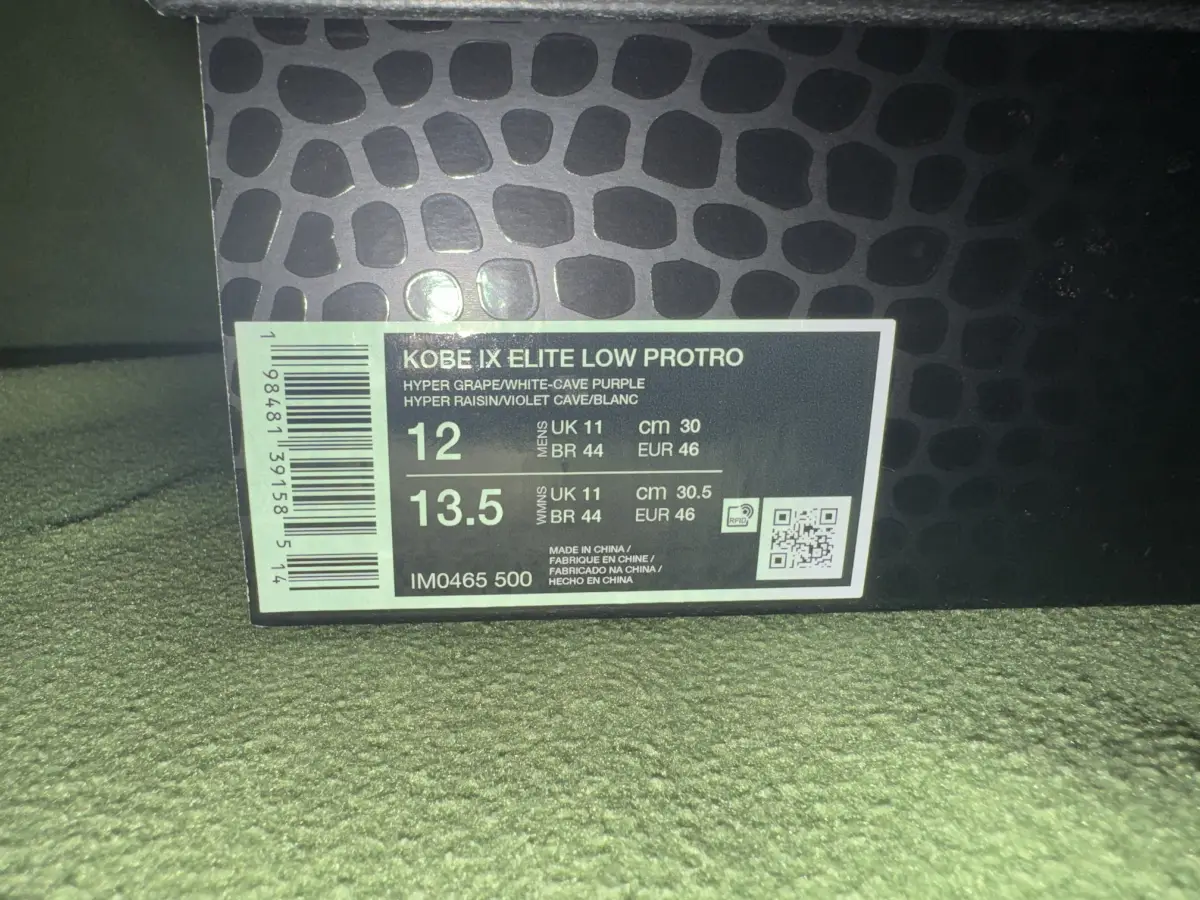 KOBE IX ELITE LOW PROTRO
HYPER GRAPE/WHITE-CAVE PURPLE
HYPER RAISIN/VIOLET CAVE/BLANC
12 MENS UK 11 cm 30
BR 44 EUR 46
13.5 WMNS UK 11 cm 30.5
BR 44 EUR 46
RFID
MADE IN CHINA /
FABRIQUE EN CHINE /
FABRICADO NA CHINA /
HECHO EN CHINA
IM0465 500
1 98481 39158 5 14